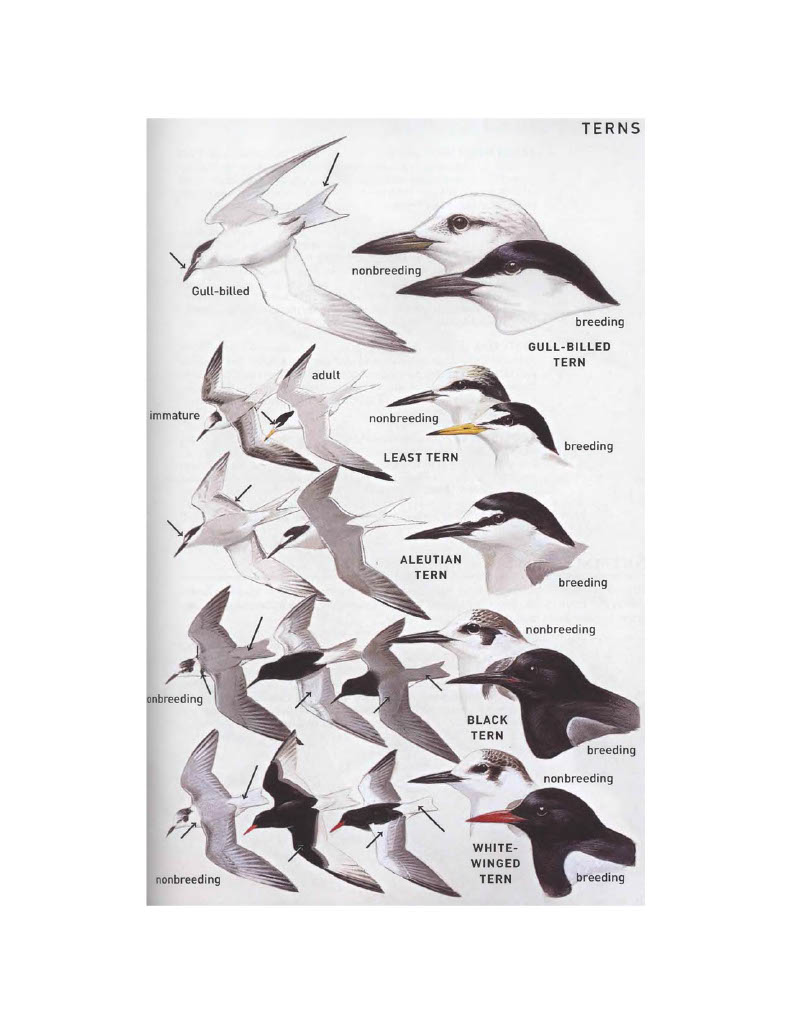 TERNS
nonbreeding
Gull-billed
breeding
GULL-BILLED
TERN
adult
immature
nonbreeding
breeding
LEAST TERN
ALEUTIAN
TERN
breeding
nonbreeding
onbreeding
BLACK
TERN
breeding
nonbreeding
WHITE-
WINGED
TERN
nonbreeding
breeding